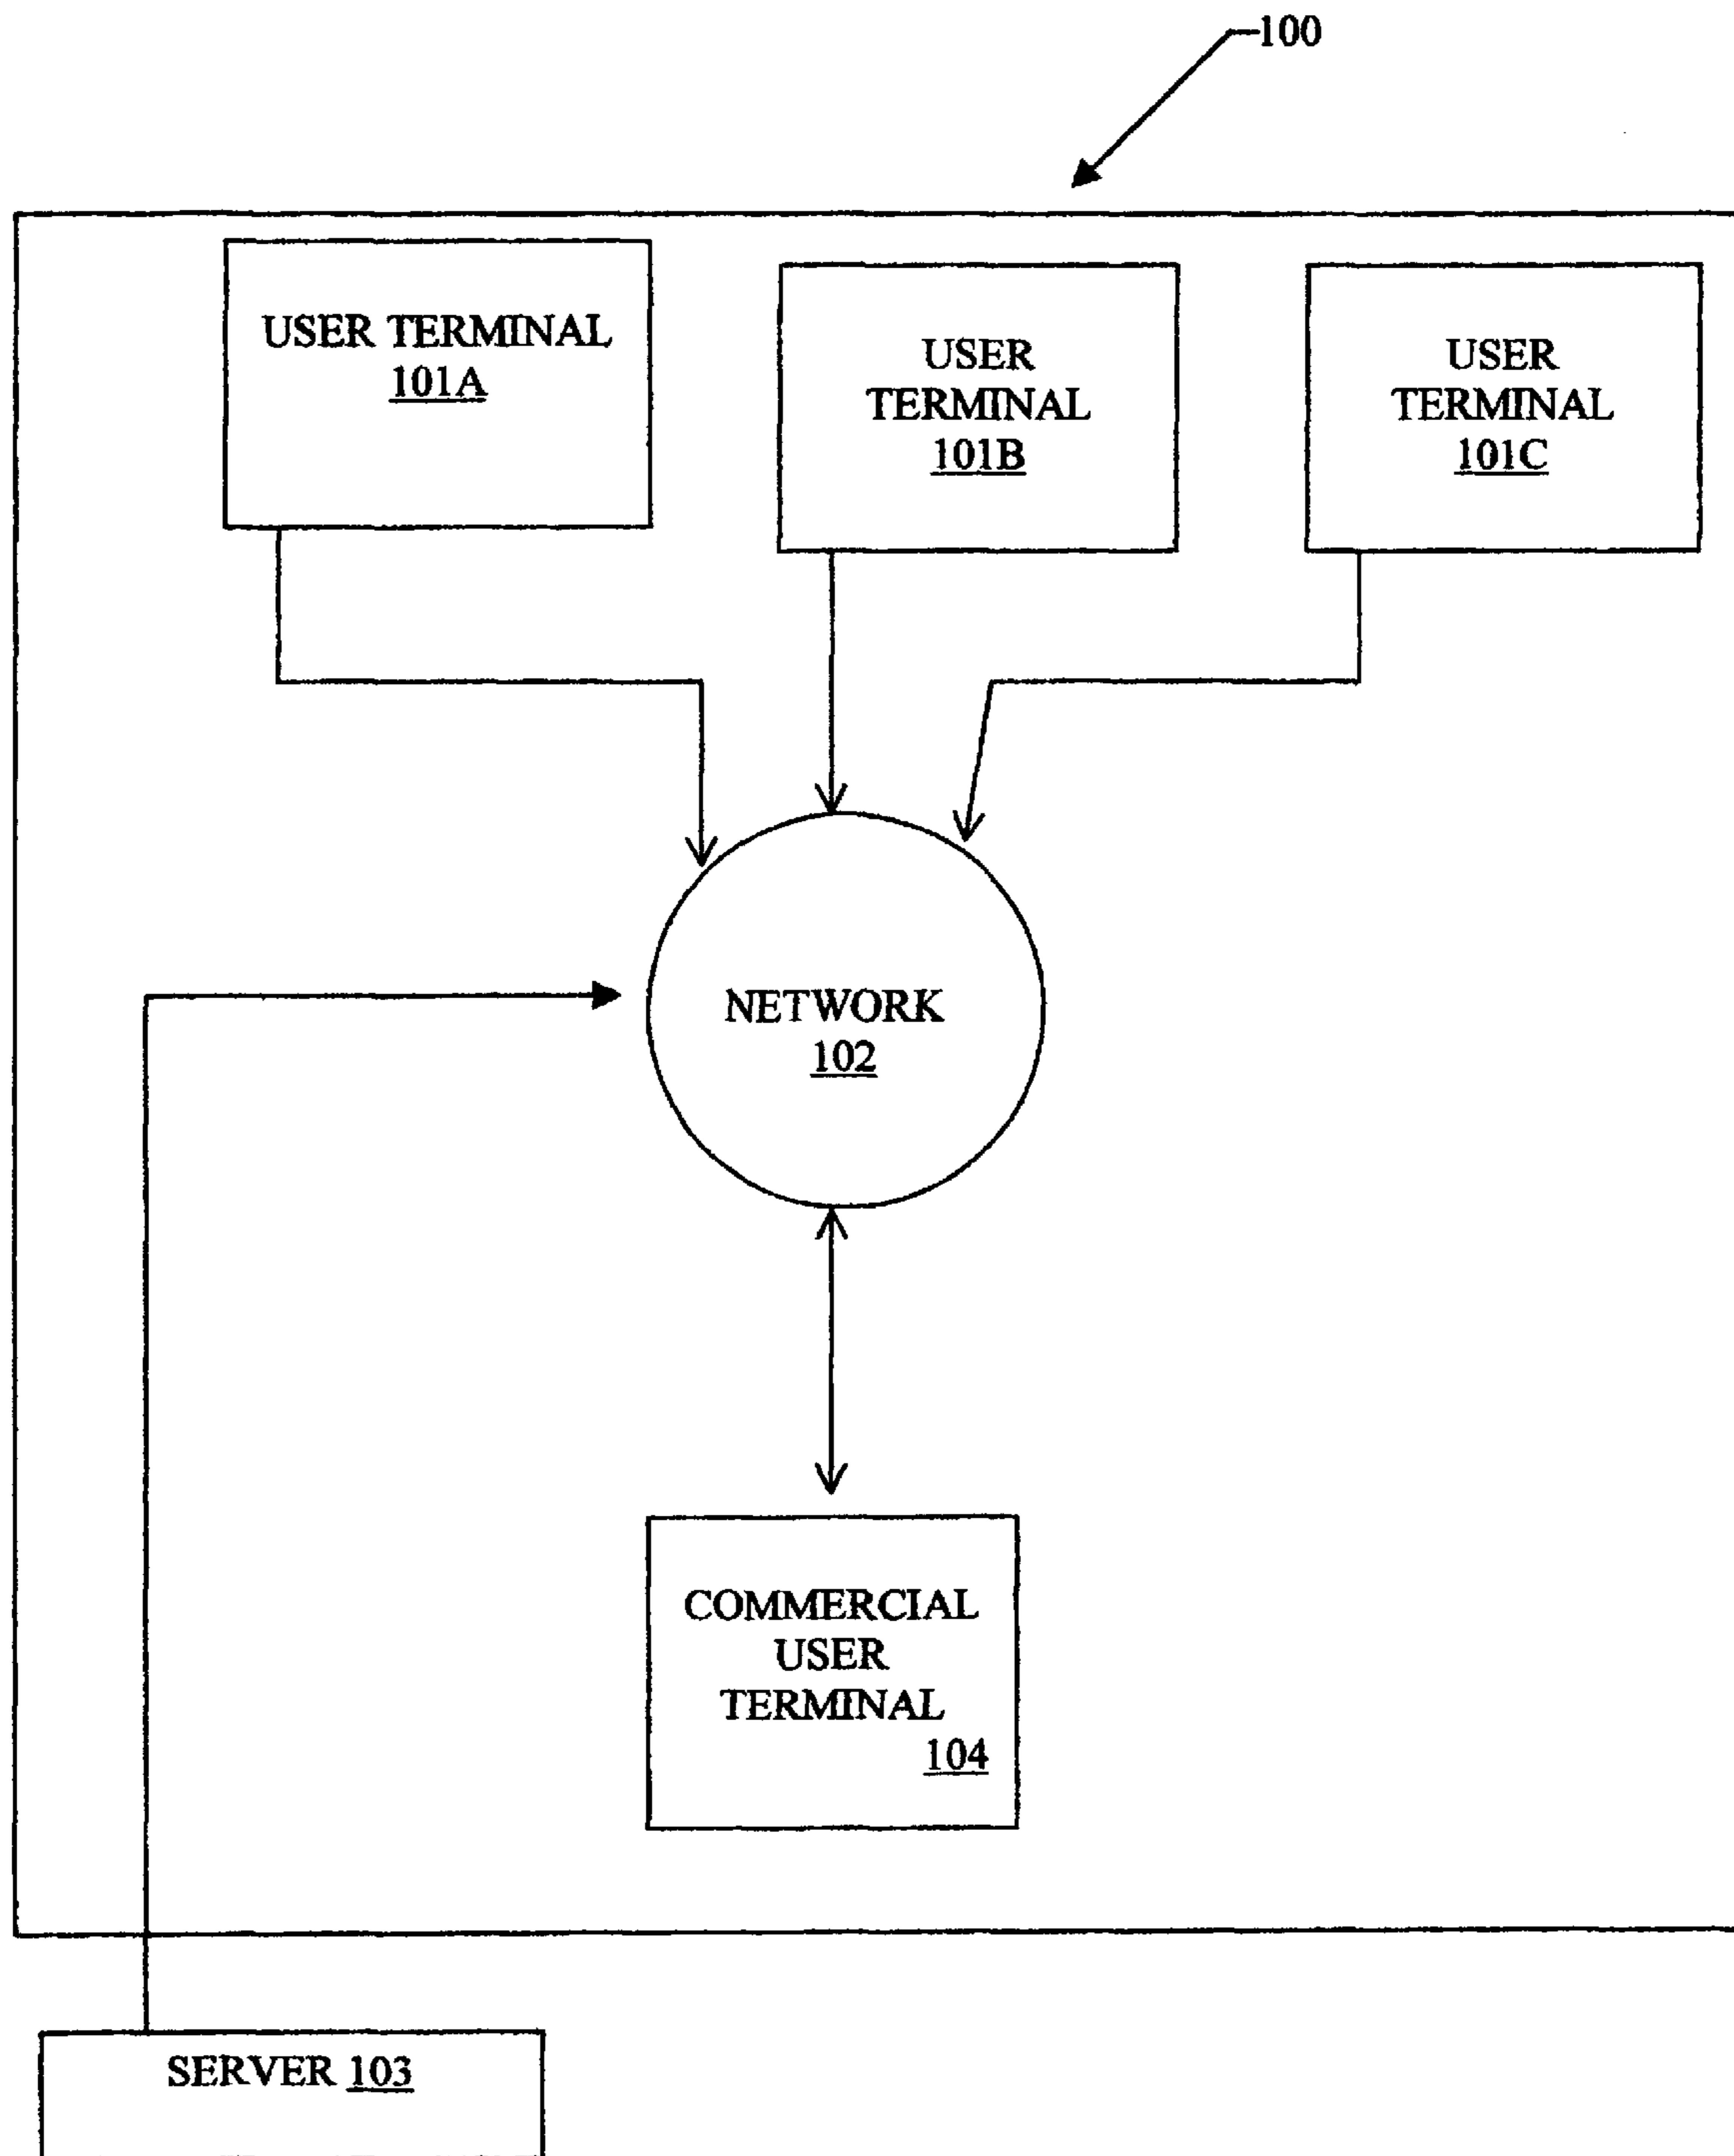 100
USER TERMINAL
101A
USER
TERMINAL
101B
USER
TERMINAL
101C
NETWORK
102
COMMERCIAL
USER
TERMINAL
104
SERVER 103